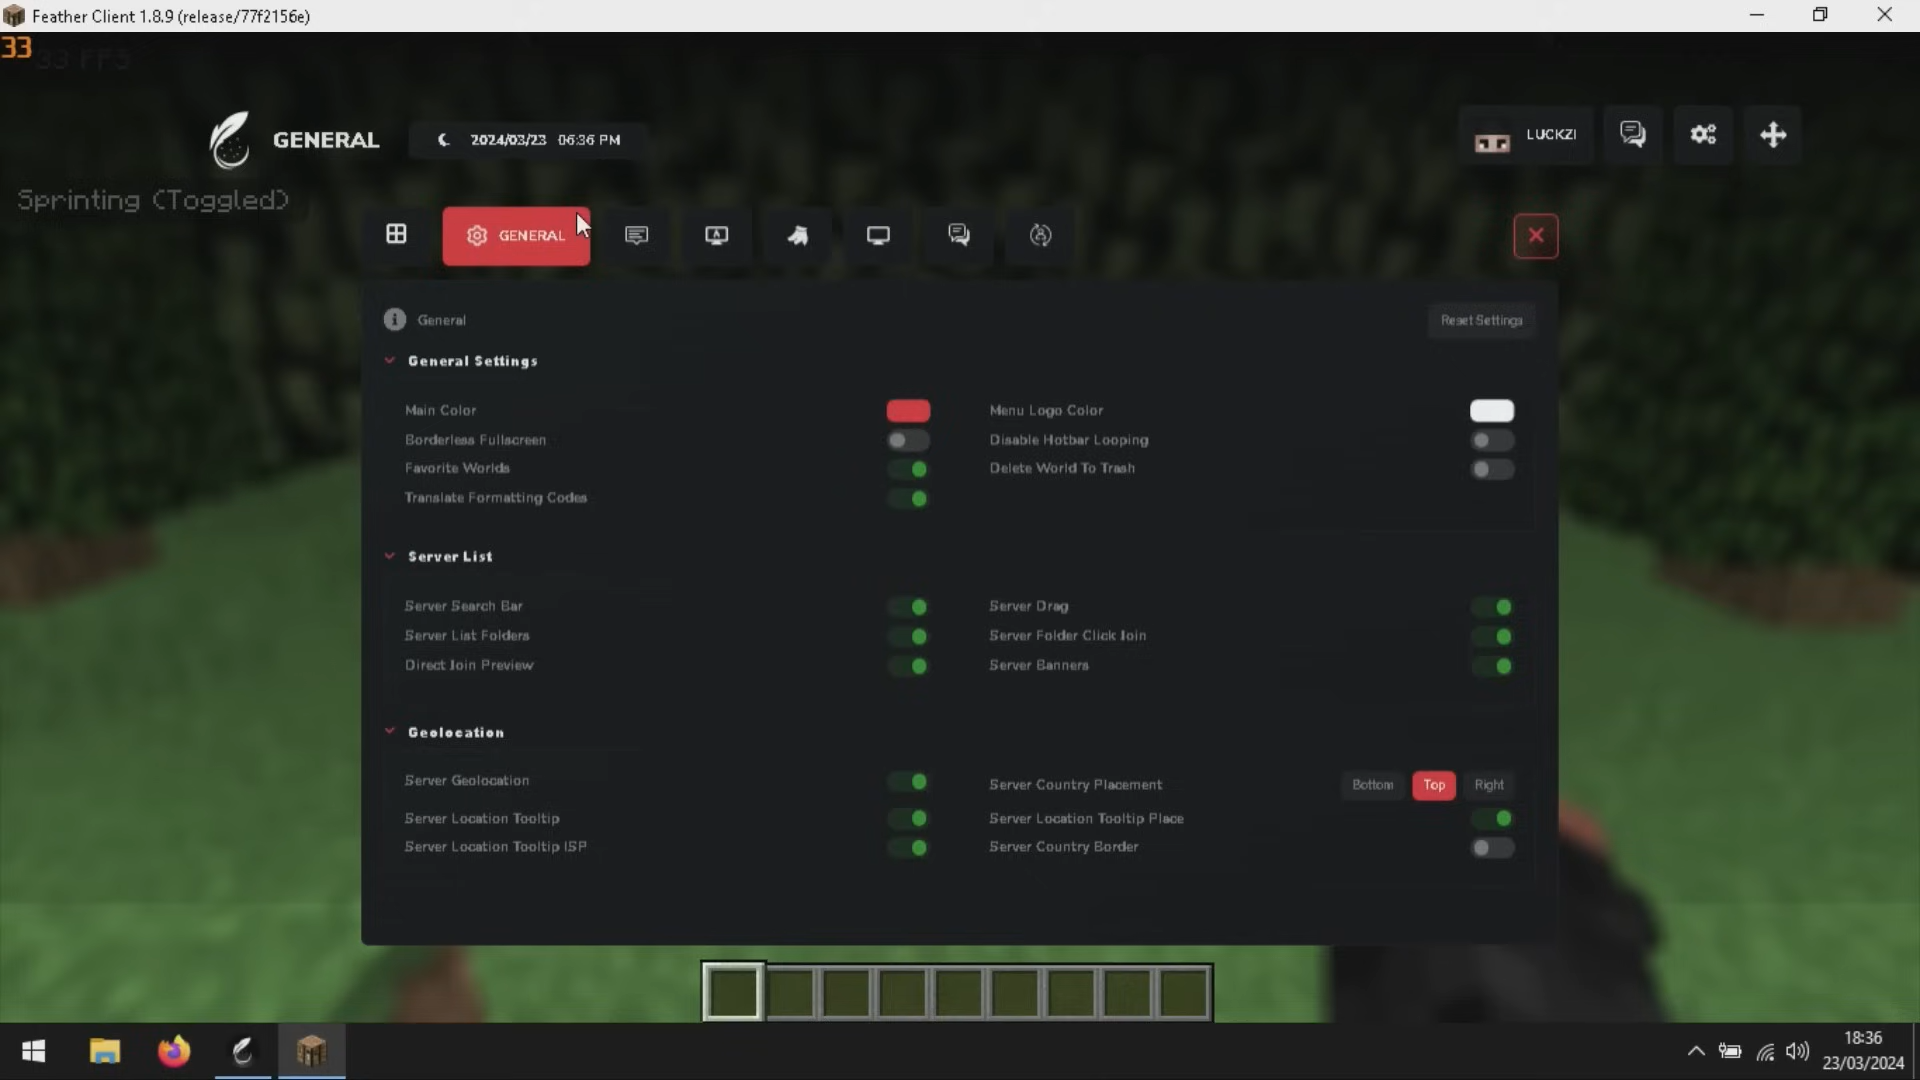 Feather Client 1.8.9 (release/77f2156e)
33
33 FPS
GENERAL
2024/03/23 06:36 PM
LUCKZI
Sprinting (Toggled)
GENERAL
General
Reset Settings
General Settings
Main Color
Menu Logo Color
Borderless Fullscreen
Disable Hotbar Looping
Favorite Worlds
Delete World To Trash
Translate Formatting Codes
Server List
Server Search Bar
Server Drag
Server List Folders
Server Folder Click Join
Direct Join Preview
Server Banners
Geolocation
Server Geolocation
Server Country Placement
Bottom
Top
Right
Server Location Tooltip
Server Location Tooltip Place
Server Location Tooltip ISP
Server Country Border
18:36
23/03/2024